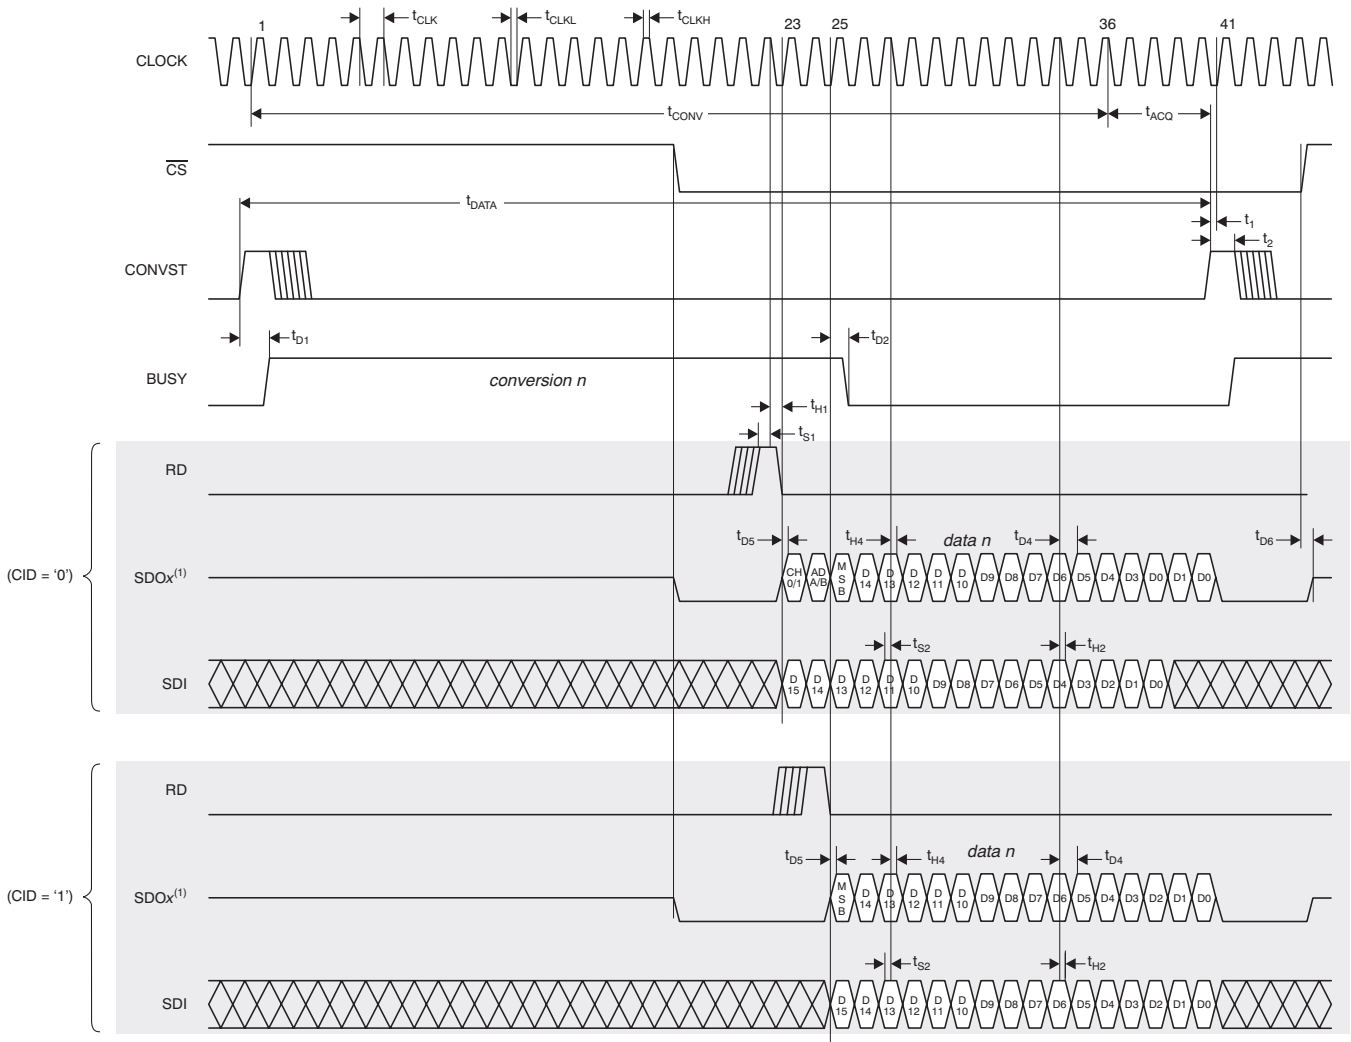 1 tCLK tCLKL tCLKH 23 25 36 41
CLOCK
tCONV tACQ
CS
tDATA
t1
t2
CONVST
tD1 tD2
BUSY conversion n
tH1
tS1
RD
tD5 tH4 data n tD4 tD6
(CID = '0')
SDOx(1) CH 0/1 AD A/B MSB D14 D13 D12 D11 D10 D9 D8 D7 D6 D5 D4 D3 D0 D1 D0
tS2 tH2
SDI D15 D14 D13 D12 D11 D10 D9 D8 D7 D6 D5 D4 D3 D2 D1 D0
RD
tD5 tH4 data n tD4
(CID = '1')
SDOx(1) MSB D14 D13 D12 D11 D10 D9 D8 D7 D6 D5 D4 D3 D2 D1 D0
tS2 tH2
SDI D15 D14 D13 D12 D11 D10 D9 D8 D7 D6 D5 D4 D3 D2 D1 D0